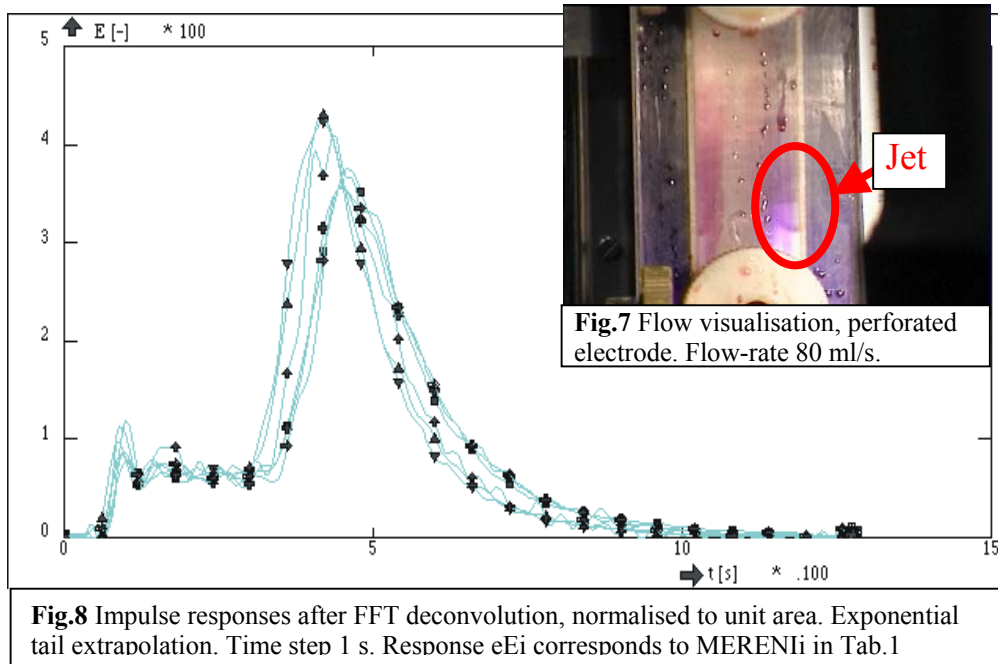 5
E [-] * 100
4
3
2
1
0
0
5
10
15
t [s] * .100
Jet
Fig.7 Flow visualisation, perforated
electrode. Flow-rate 80 ml/s.
Fig.8 Impulse responses after FFT deconvolution, normalised to unit area. Exponential
tail extrapolation. Time step 1 s. Response eEi corresponds to MERENIi in Tab.1